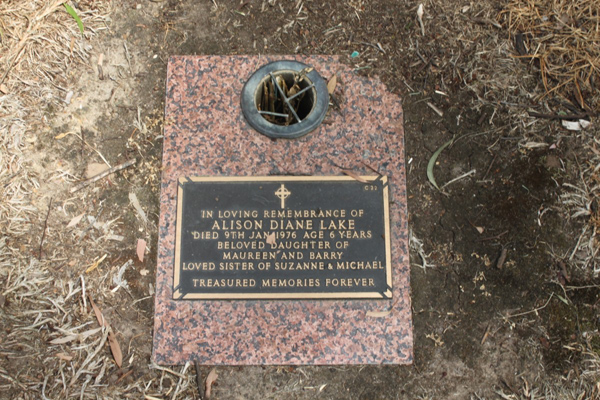 C31
IN LOVING REMEMBRANCE OF
ALISON DIANE LAKE
DIED 9TH JAN 1976 AGE 6 YEARS
BELOVED DAUGHTER OF
MAUREEN AND BARRY
LOVED SISTER OF SUZANNE & MICHAEL
TREASURED MEMORIES FOREVER